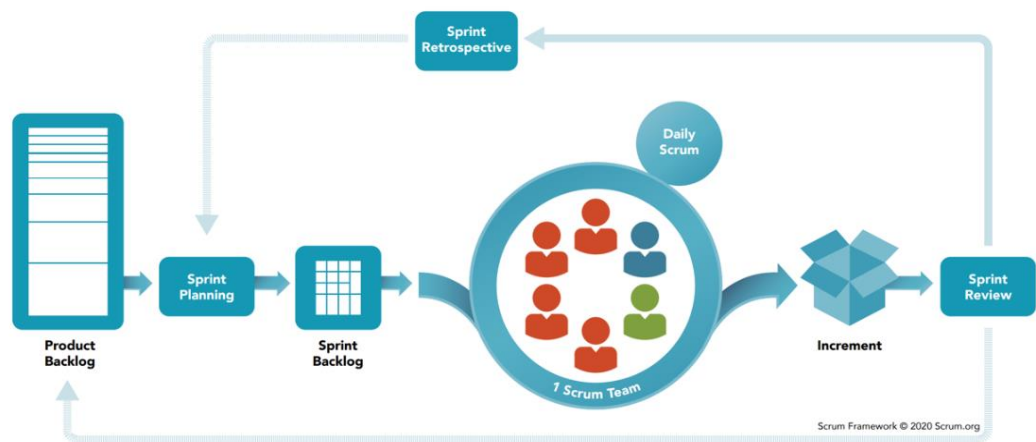 Sprint
Retrospective
Daily
Scrum
Sprint
Planning
Sprint
Review
Product
Backlog
Sprint
Backlog
Increment
1 Scrum Team
Scrum Framework © 2020 Scrum.org